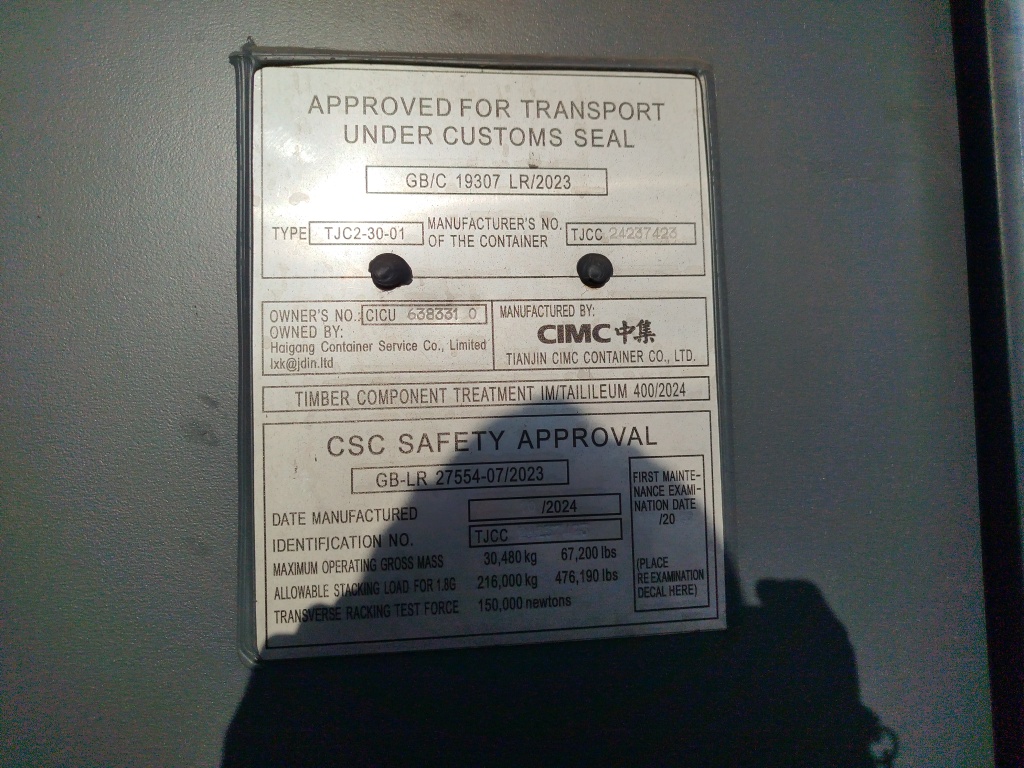 APPROVED FOR TRANSPORT
UNDER CUSTOMS SEAL
GB/C 19307 LR/2023
TYPE TJC2-30-01
MANUFACTURER'S NO.
OF THE CONTAINER
TJCC 24237423
OWNER'S NO.: CICU 638331 0
OWNED BY:
Haigang Container Service Co., Limited
lxk@jdin.ltd
MANUFACTURED BY:
CIMC中集
TIANJIN CIMC CONTAINER CO., LTD.
TIMBER COMPONENT TREATMENT IM/TAILILEUM 400/2024
CSC SAFETY APPROVAL
GB-LR 27554-07/2023
DATE MANUFACTURED /2024
IDENTIFICATION NO. TJCC
MAXIMUM OPERATING GROSS MASS 30,480 kg 67,200 lbs
ALLOWABLE STACKING LOAD FOR 1.8G 216,000 kg 476,190 lbs
TRANSVERSE RACKING TEST FORCE 150,000 newtons
FIRST MAINTE-
NANCE EXAMI-
NATION DATE
/20
(PLACE
RE EXAMINATION
DECAL HERE)